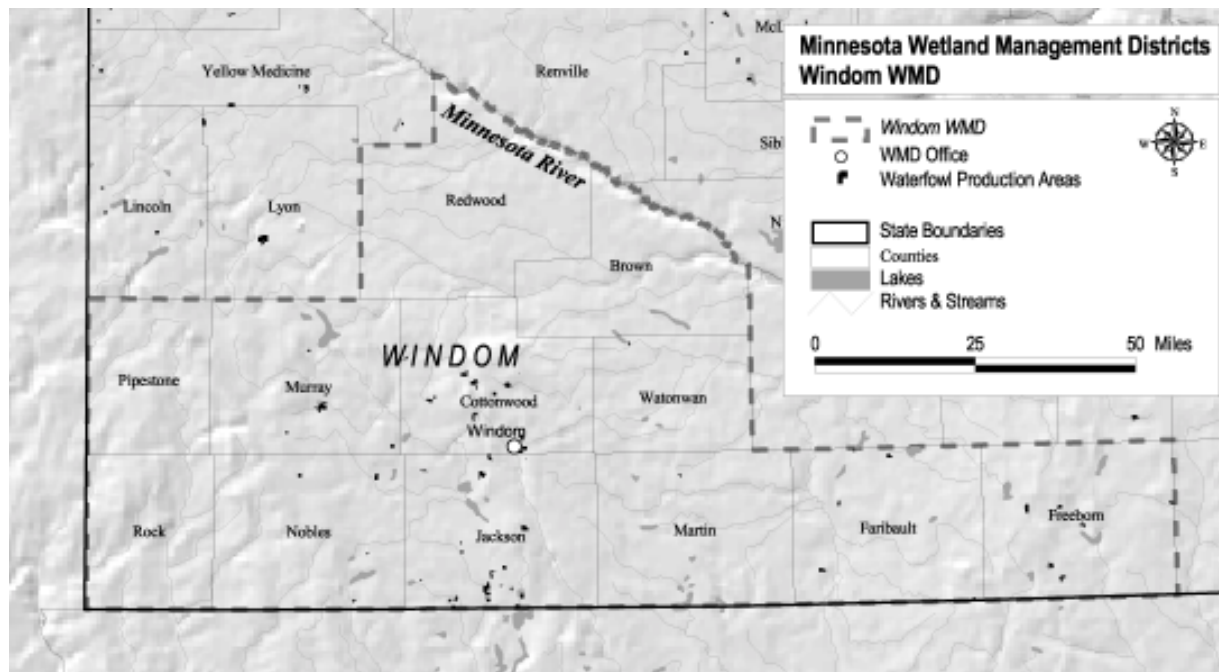 Minnesota Wetland Management Districts
Windom WMD
N
W
E
S
Windom WMD
WMD Office
Waterfowl Production Areas
State Boundaries
Counties
Lakes
Rivers & Streams
0 25 50 Miles
McL
Yellow Medicine
Renville
Minnesota River
Sibl
Lincoln
Lyon
Redwood
N
Brown
WINDOM
Pipestone
Murray
Cottonwood
Watonwan
Windom
Rock
Nobles
Jackson
Martin
Faribault
Freeborn